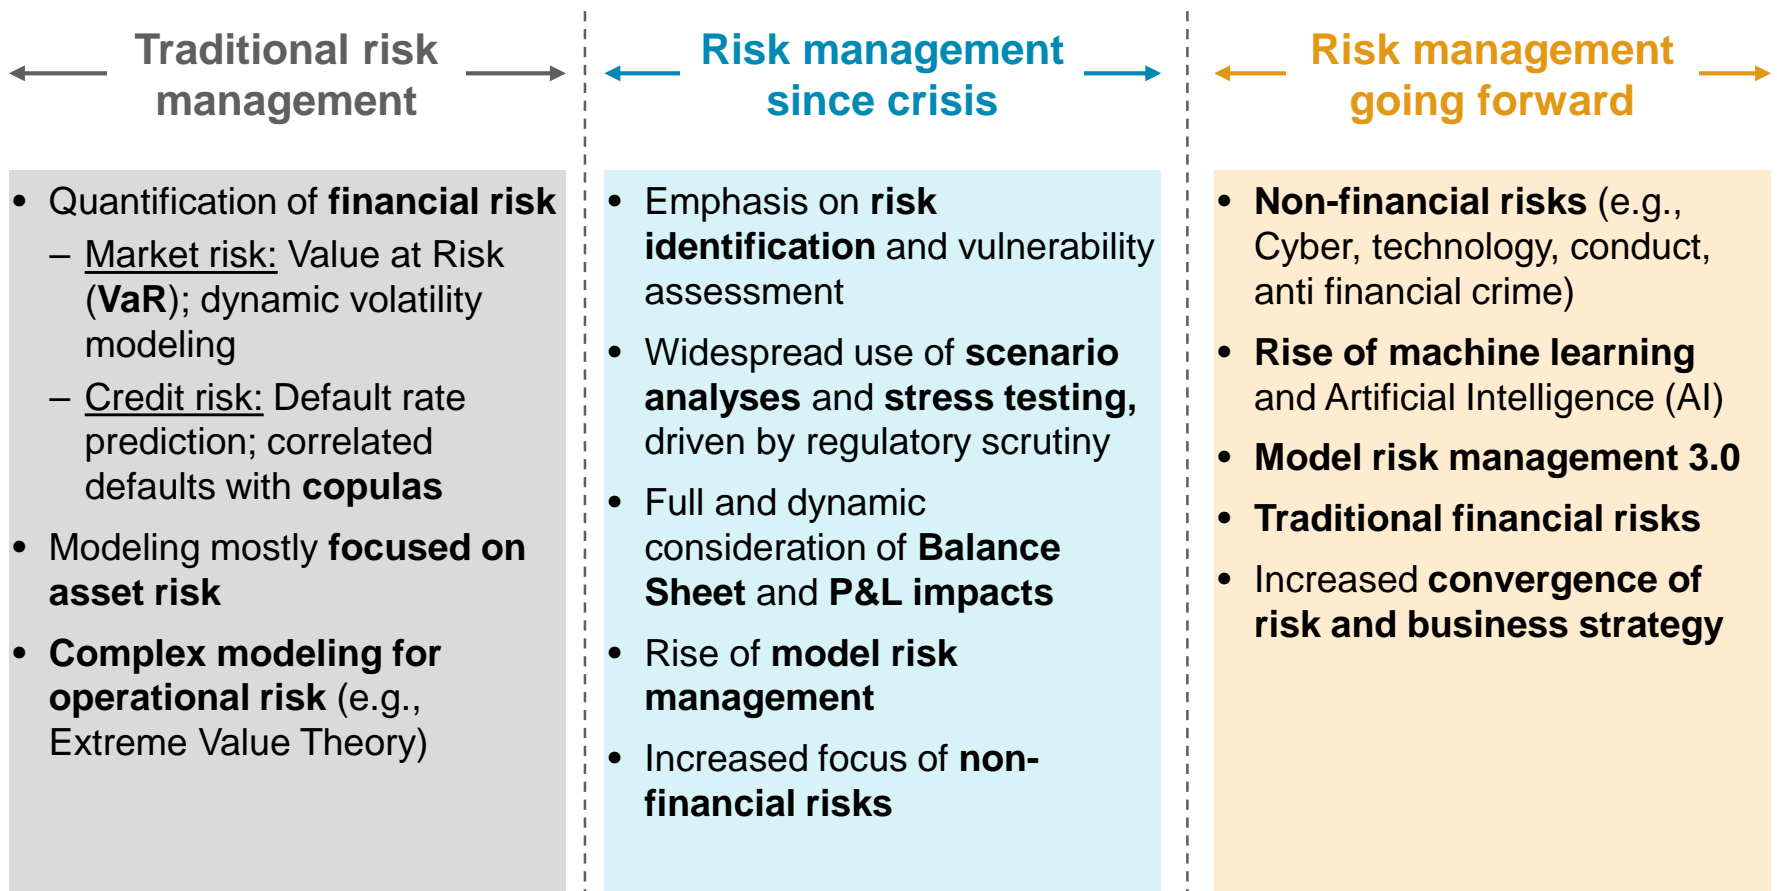 Traditional risk
management
• Quantification of financial risk
– Market risk: Value at Risk
(VaR); dynamic volatility
modeling
– Credit risk: Default rate
prediction; correlated
defaults with copulas
• Modeling mostly focused on
asset risk
• Complex modeling for
operational risk (e.g.,
Extreme Value Theory)
Risk management
since crisis
• Emphasis on risk
identification and vulnerability
assessment
• Widespread use of scenario
analyses and stress testing,
driven by regulatory scrutiny
• Full and dynamic
consideration of Balance
Sheet and P&L impacts
• Rise of model risk
management
• Increased focus of non-
financial risks
Risk management
going forward
• Non-financial risks (e.g.,
Cyber, technology, conduct,
anti financial crime)
• Rise of machine learning
and Artificial Intelligence (AI)
• Model risk management 3.0
• Traditional financial risks
• Increased convergence of
risk and business strategy